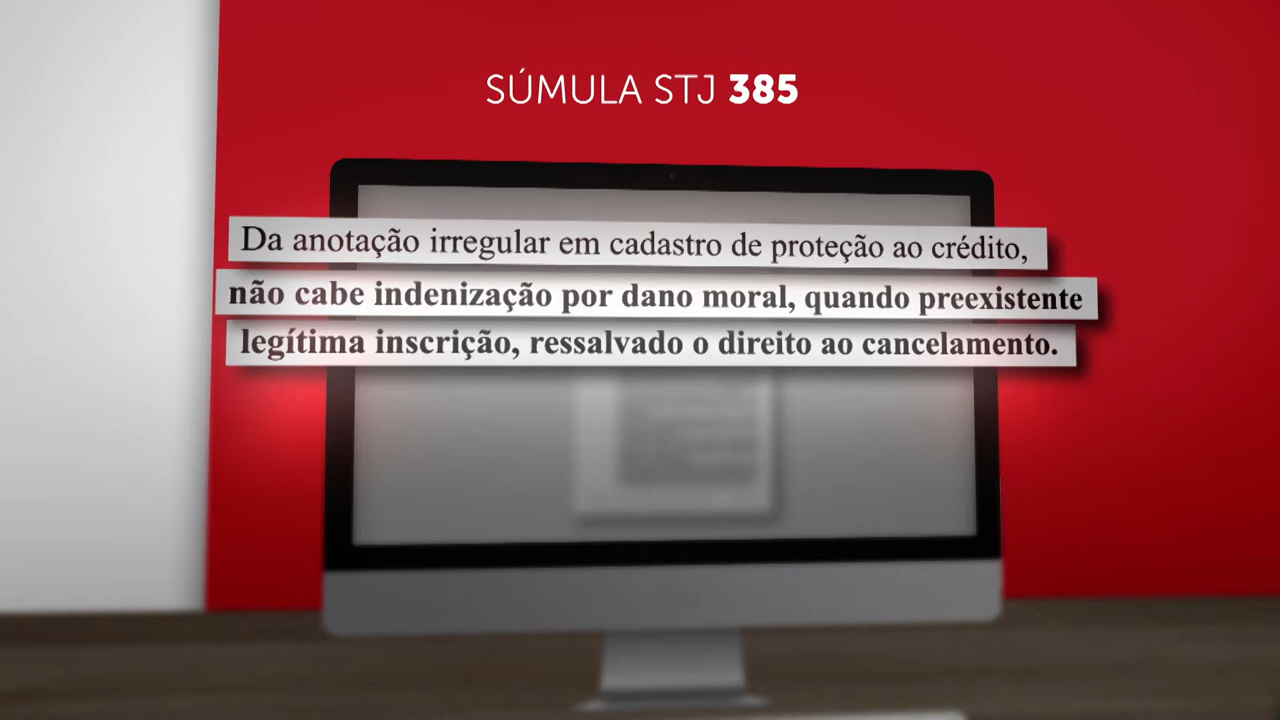 SÚMULA STJ 385
Da anotação irregular em cadastro de proteção ao crédito,
não cabe indenização por dano moral, quando preexistente
legítima inscrição, ressalvado o direito ao cancelamento.